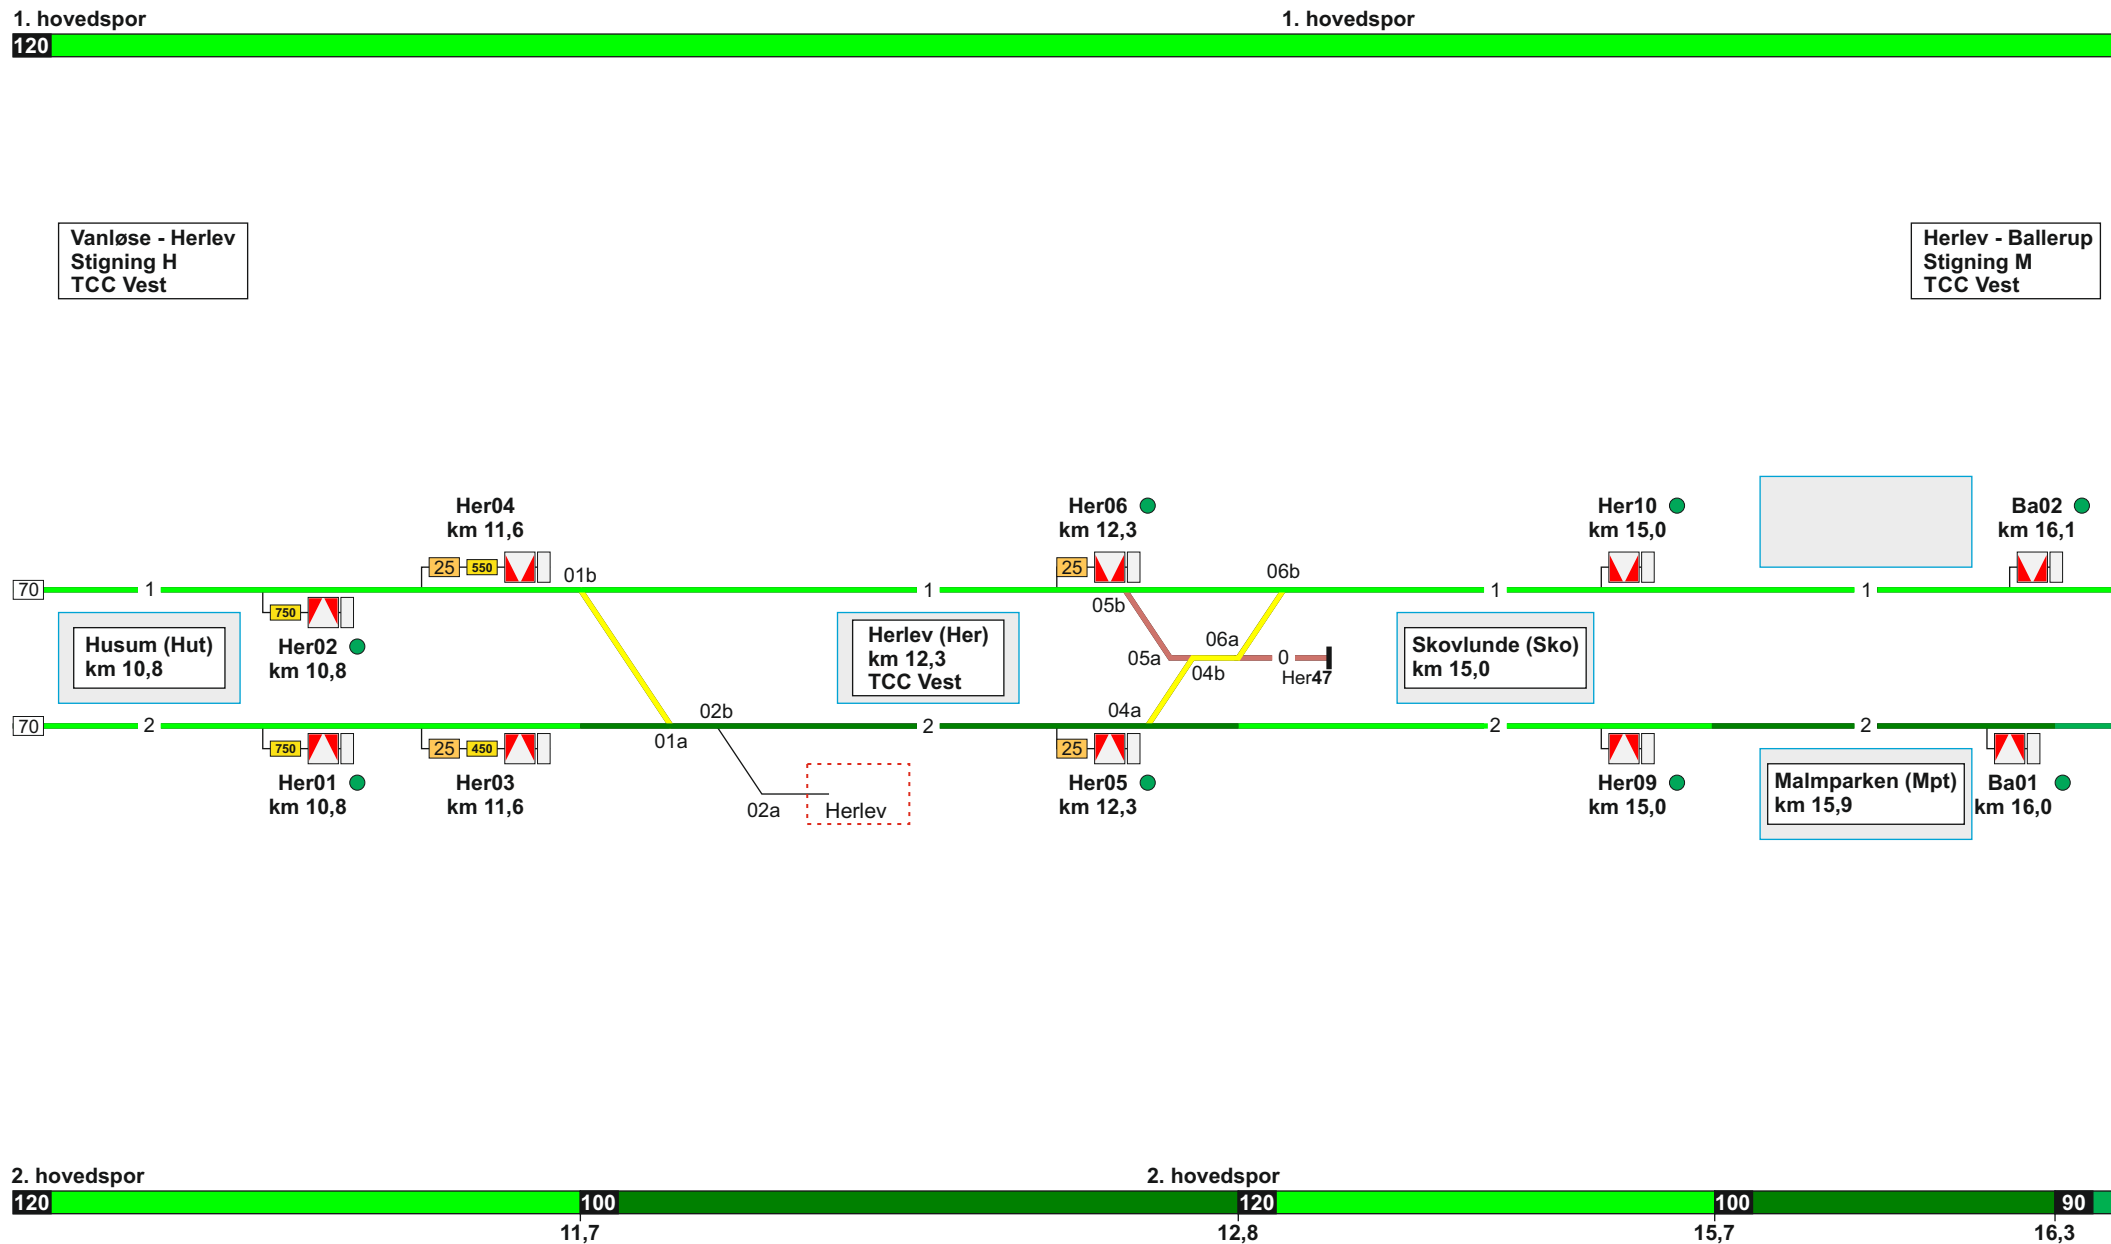 1. hovedspor
1. hovedspor
120
Vanløse - Herlev
Stigning H
TCC Vest
Herlev - Ballerup
Stigning M
TCC Vest
Her04
km 11,6
Her06
km 12,3
Her10
km 15,0
Ba02
km 16,1
25
550
01b
25
06b
70
1
1
1
1
750
05b
Husum (Hut)
km 10,8
Her02
km 10,8
Herlev (Her)
km 12,3
TCC Vest
05a
06a
04b
0
Her47
Skovlunde (Sko)
km 15,0
70
2
02b
01a
2
04a
2
2
750
25
450
25
Her01
km 10,8
Her03
km 11,6
02a
Herlev
Her05
km 12,3
Her09
km 15,0
Malmparken (Mpt)
km 15,9
Ba01
km 16,0
2. hovedspor
2. hovedspor
120
100
120
100
90
11,7
12,8
15,7
16,3